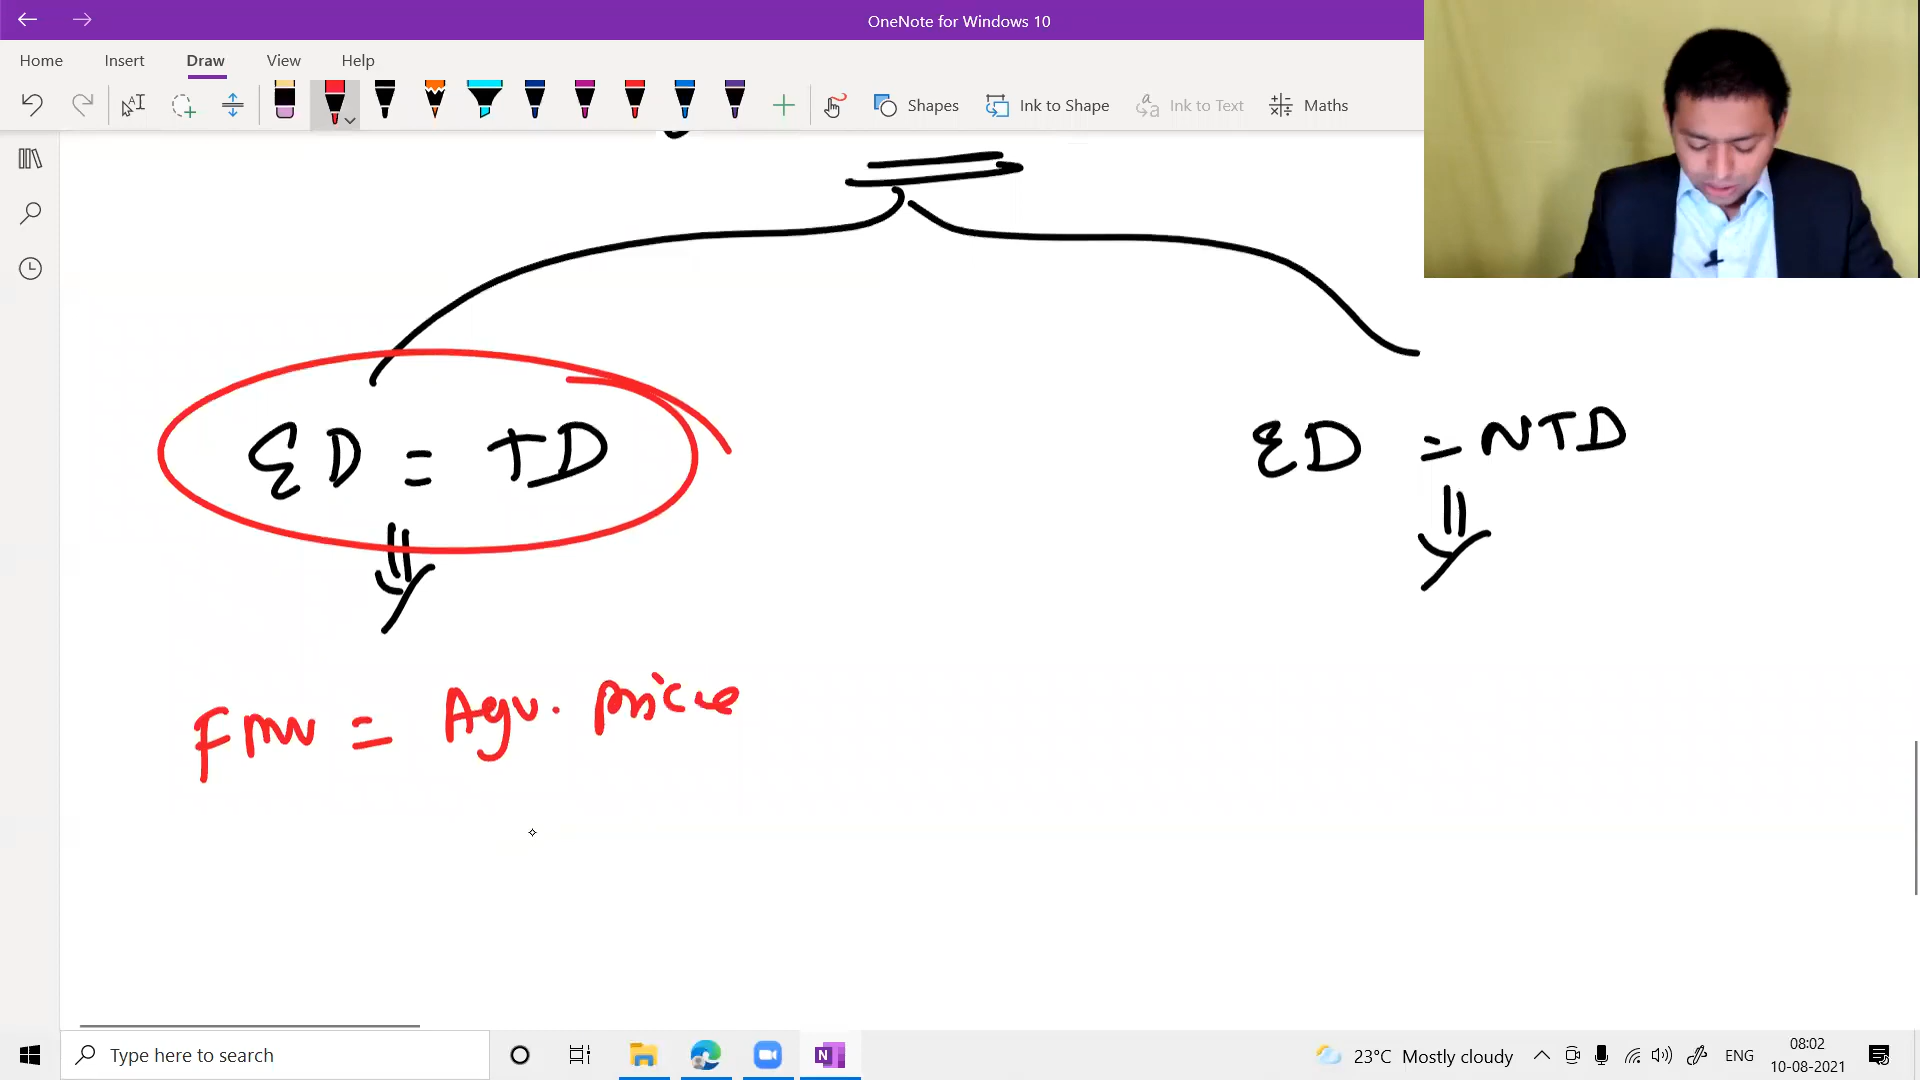 OneNote for Windows 10
Home Insert Draw View Help
Shapes Ink to Shape Ink to Text Maths
ED = TD
ED = NTD
FMV = Agv. price
Type here to search
N
23°C Mostly cloudy
ENG
08:02
10-08-2021